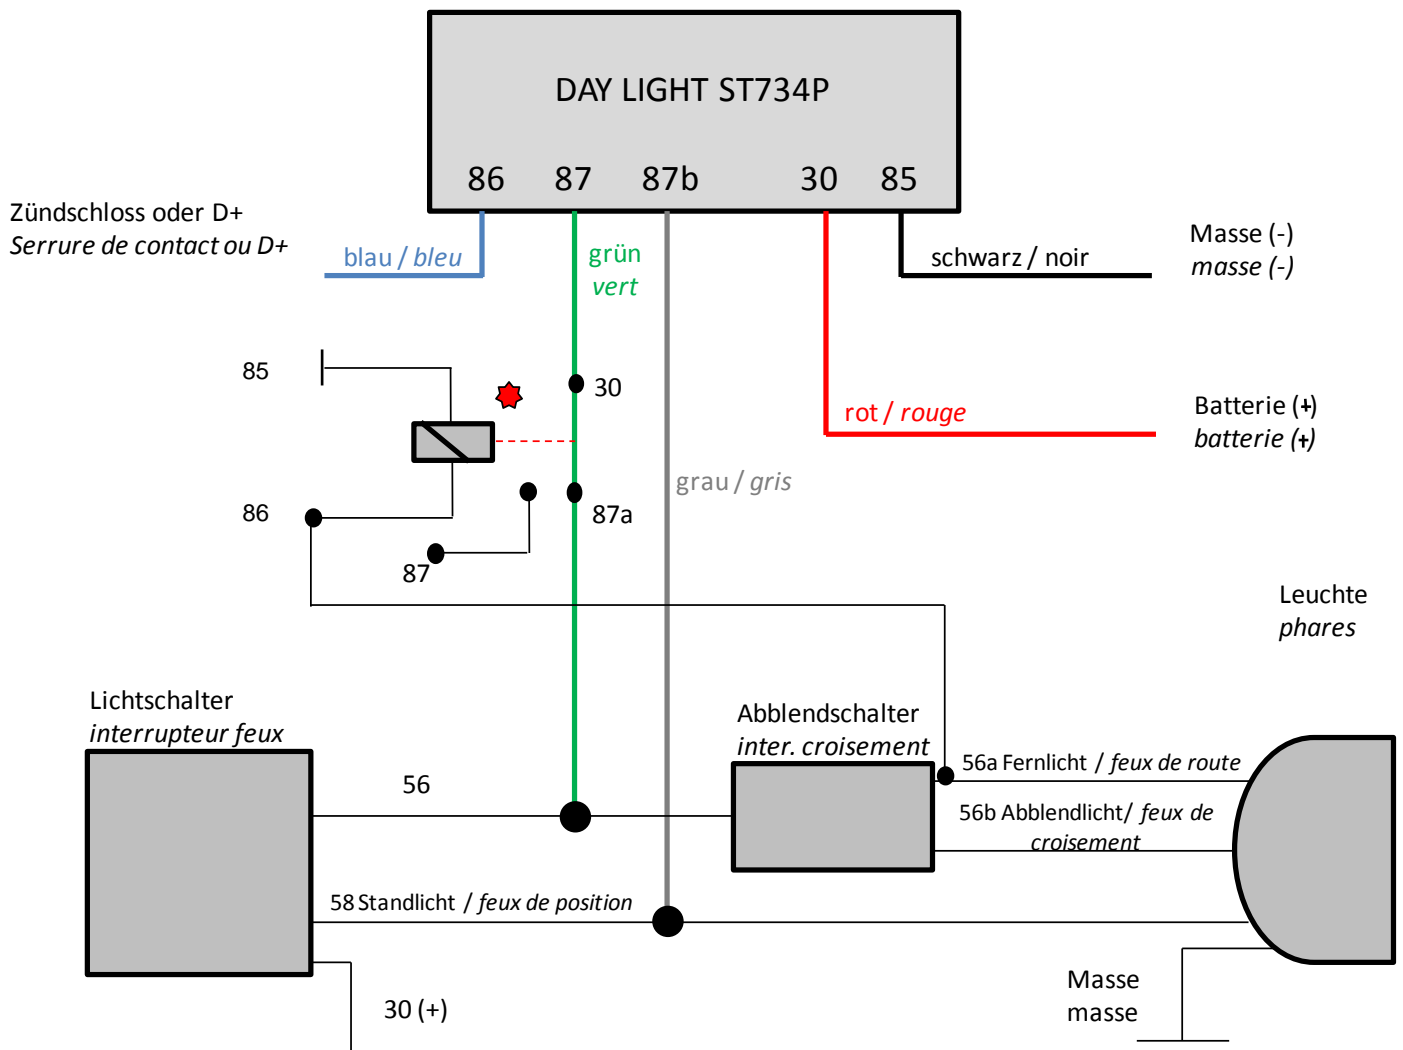 DAY LIGHT ST734P
86 87 87b 30 85
Zündschloss oder D+
Serrure de contact ou D+
blau / bleu
grün
vert
schwarz / noir
Masse (-)
masse (-)
85
30
rot / rouge
Batterie (+)
batterie (+)
grau / gris
86
87a
87
Leuchte
phares
Lichtschalter
interrupteur feux
Abblendschalter
inter. croisement
56
56a Fernlicht / feux de route
56b Abblendlicht/ feux de
croisement
58 Standlicht / feux de position
30 (+)
Masse
masse